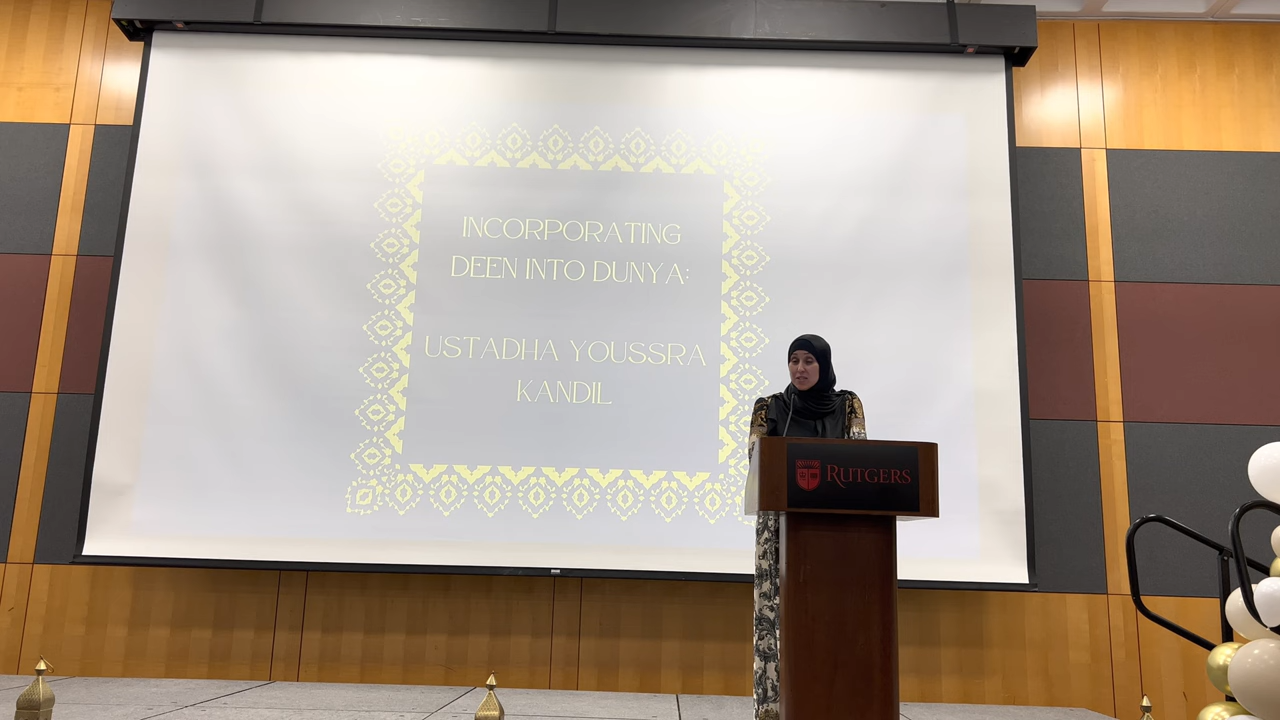 INCORPORATING
DEEN INTO DUNYA:
USTADHA YOUSSRA
KANDIL
RUTGERS